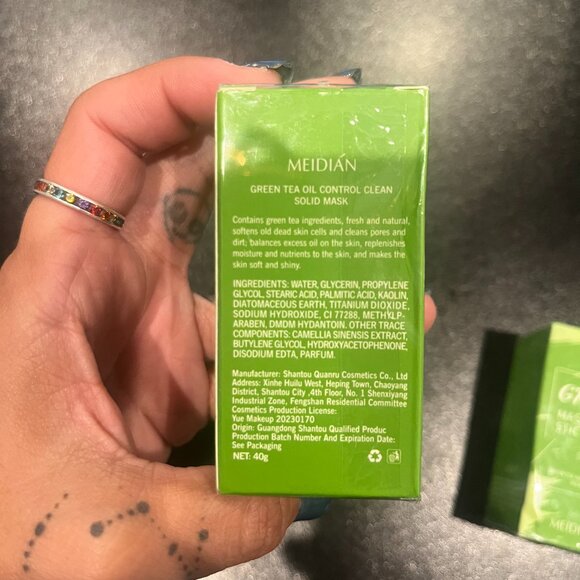 MEIDIÁN
GREEN TEA OIL CONTROL CLEAN
SOLID MASK
Contains green tea ingredients, fresh and natural,
softens old dead skin cells and cleans pores and
dirt; balances excess oil on the skin, replenishes
moisture and nutrients to the skin, and makes the
skin soft and shiny.
INGREDIENTS: WATER, GLYCERIN, PROPYLENE
GLYCOL, STEARIC ACID, PALMITIC ACID, KAOLIN,
DIATOMACEOUS EARTH, TITANIUM DIOXIDE,
SODIUM HYDROXIDE, CI 77288, METHYLP-
ARABEN, DMDM HYDANTOIN. OTHER TRACE
COMPONENTS: CAMELLIA SINENSIS EXTRACT,
BUTYLENE GLYCOL, HYDROXYACETOPHENONE,
DISODIUM EDTA, PARFUM.
Manufacturer: Shantou Quanru Cosmetics Co., Ltd
Address: Xinhe Huilu West, Heping Town, Chaoyang
District, Shantou City ,4th Floor, No. 1 Shenxiyang
Industrial Zone, Fengshan Residential Committee
Cosmetics Production License:
Yue Makeup 20230170
Origin: Guangdong Shantou Qualified Produc
Production Batch Number And Expiration Date:
See Packaging
NET: 40g
MEIDI